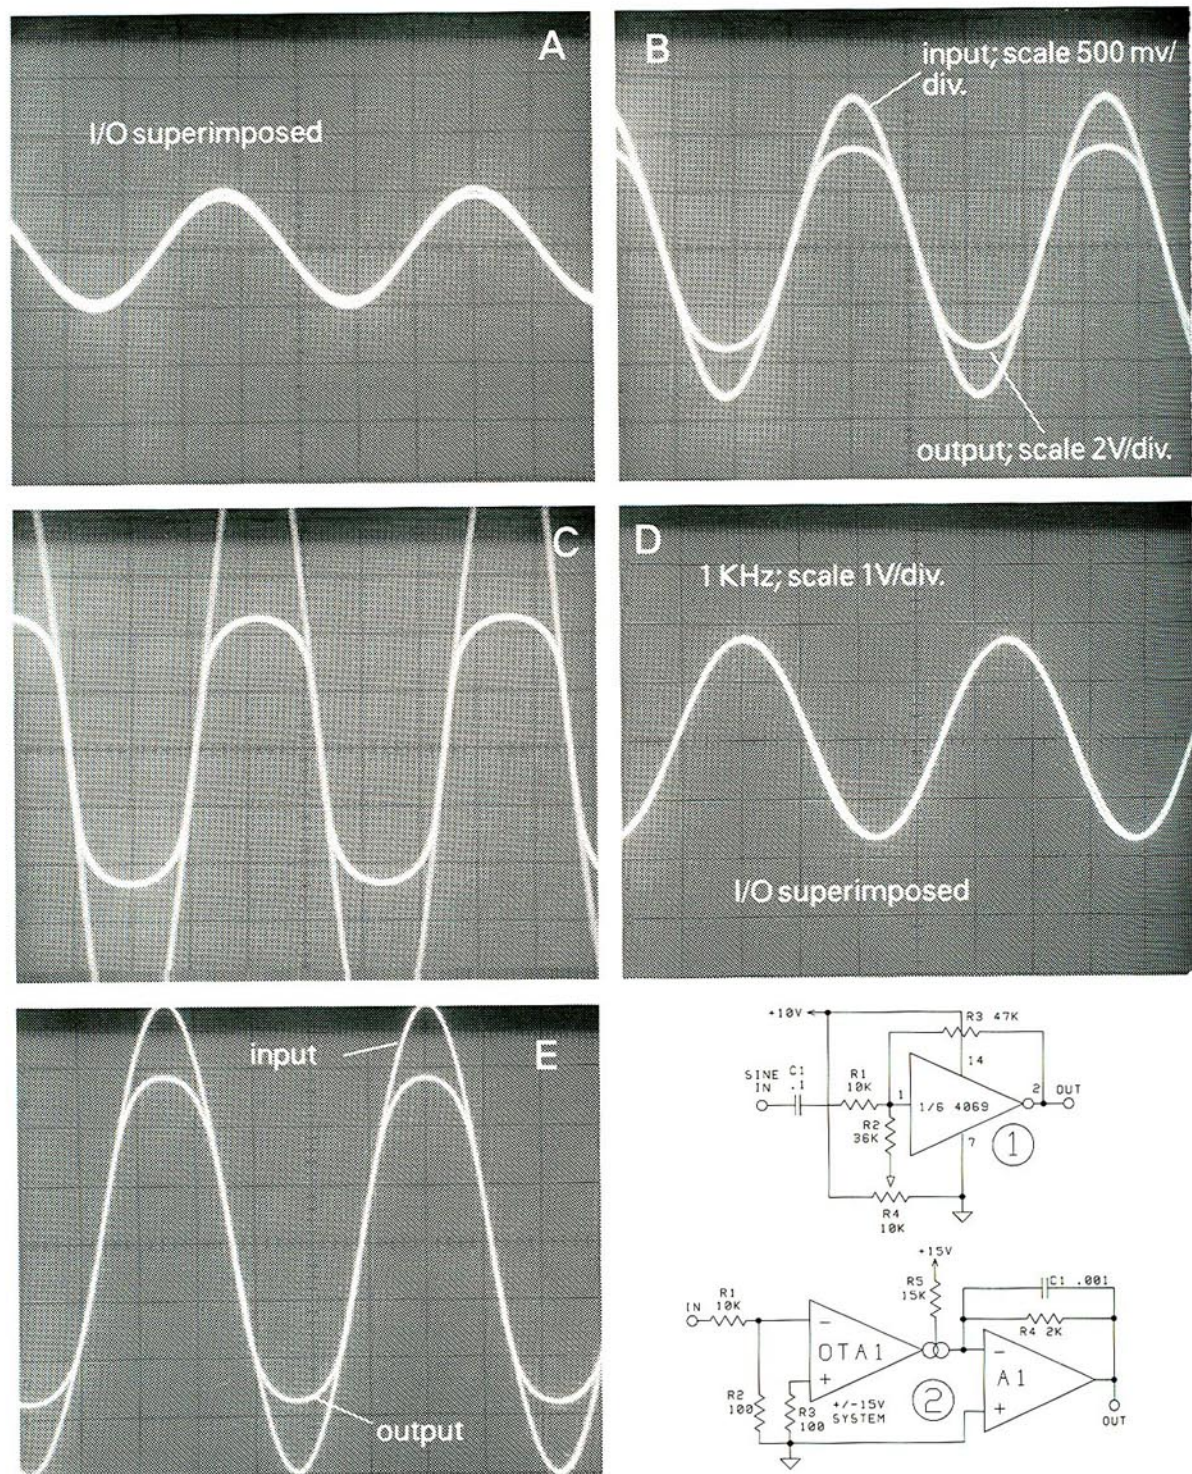 A
I/O superimposed
B
input; scale 500 mv/
div.
output; scale 2V/div.
C
D
1 KHz; scale 1V/div.
I/O superimposed
E
input
output
+10V
R3 47K
14
SINE
IN
C1
.1
R1
10K
1
1/6 4069
2
OUT
R2
36K
7
1
R4
10K
+15V
R5
15K
C1 .001
IN
R1
10K
R4 2K
-
OTA1
+
-
A1
+
R2
100
R3
100
+/-15V
SYSTEM
2
OUT